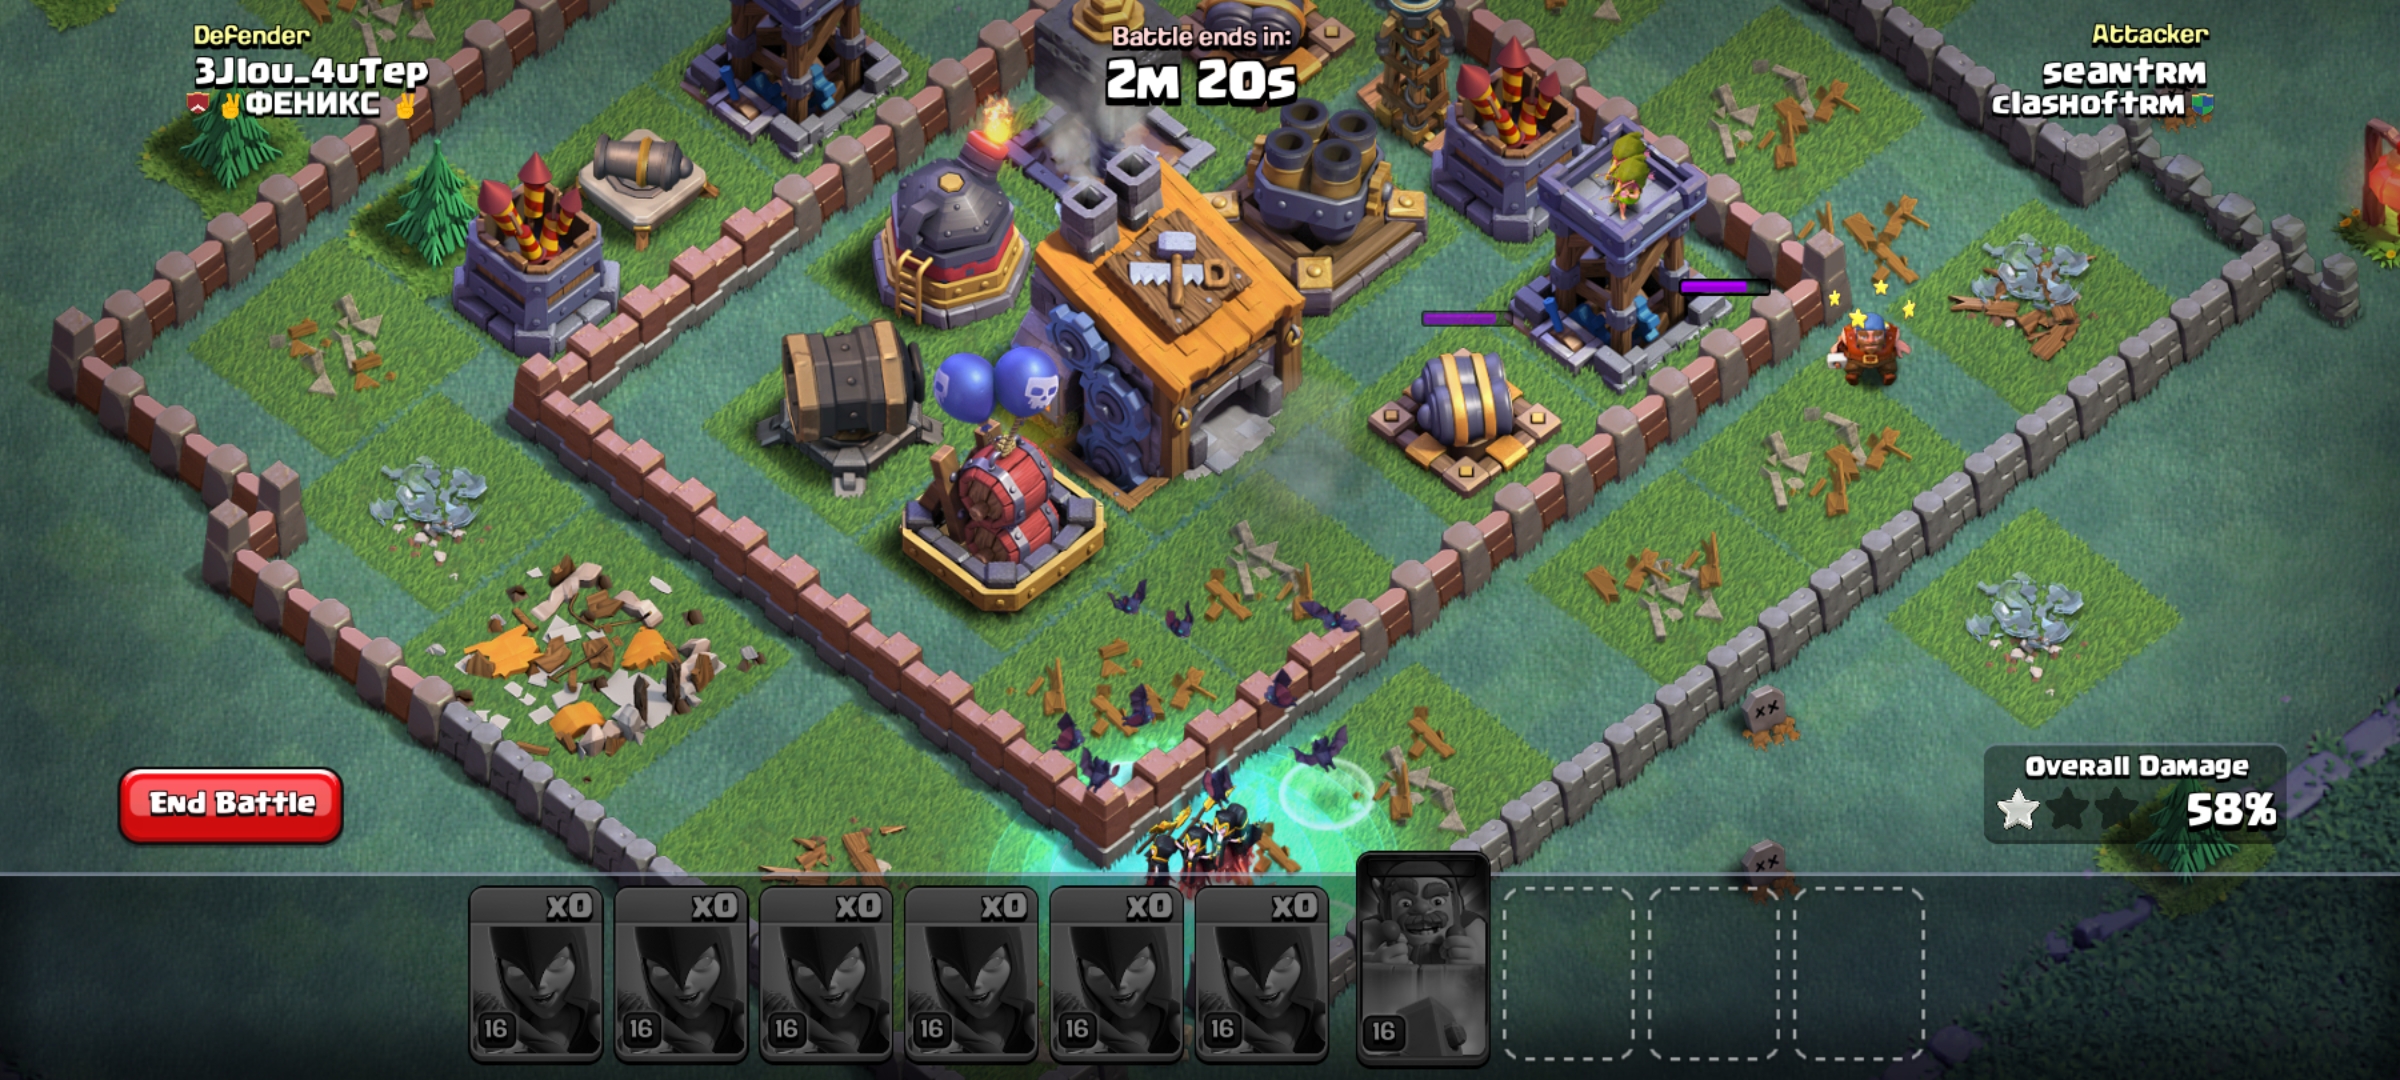 Defender
3Jlou_4uTep
✌ФЕНИКС✌
Battle ends in:
2M 20s
Attacker
seantRM
clashoftRM
End Battle
Overall Damage
58%
x0 x0 x0 x0 x0 x0
16 16 16 16 16 16 16